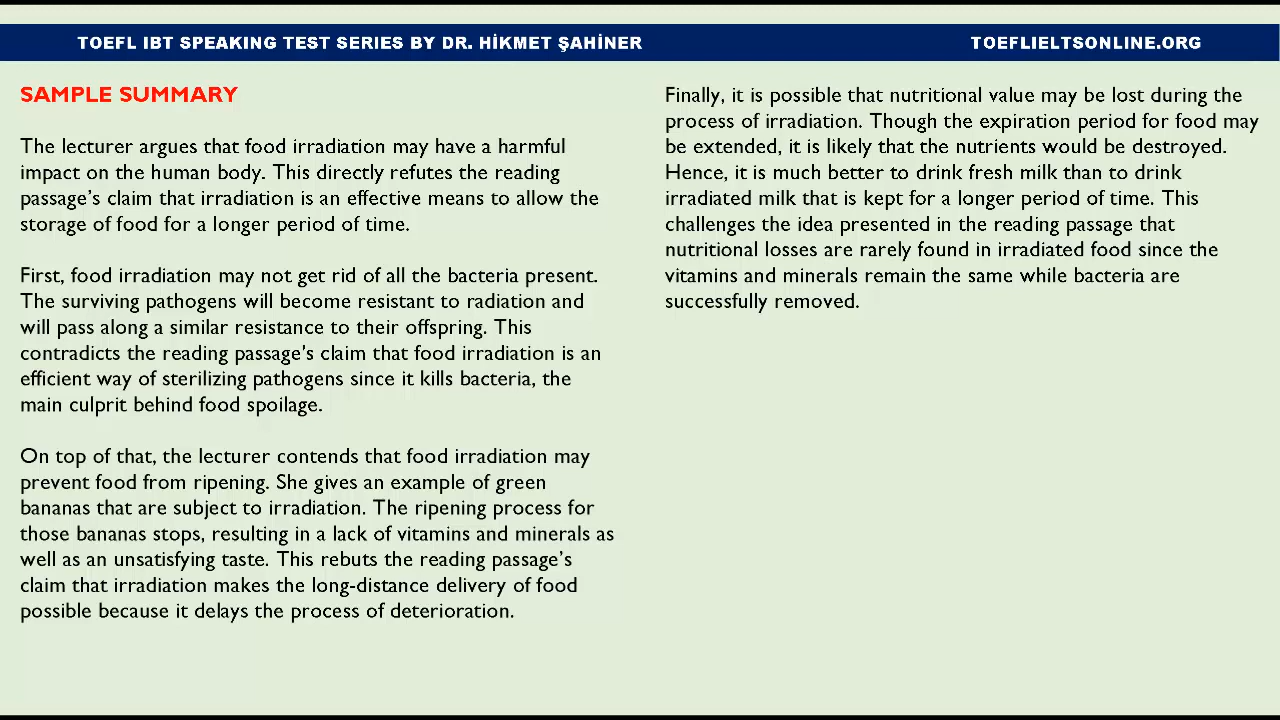 TOEFL IBT SPEAKING TEST SERIES BY DR. HİKMET ŞAHİNER
TOEFLIELTSONLINE.ORG
SAMPLE SUMMARY
The lecturer argues that food irradiation may have a harmful
impact on the human body. This directly refutes the reading
passage's claim that irradiation is an effective means to allow the
storage of food for a longer period of time.
First, food irradiation may not get rid of all the bacteria present.
The surviving pathogens will become resistant to radiation and
will pass along a similar resistance to their offspring. This
contradicts the reading passage's claim that food irradiation is an
efficient way of sterilizing pathogens since it kills bacteria, the
main culprit behind food spoilage.
On top of that, the lecturer contends that food irradiation may
prevent food from ripening. She gives an example of green
bananas that are subject to irradiation. The ripening process for
those bananas stops, resulting in a lack of vitamins and minerals as
well as an unsatisfying taste. This rebuts the reading passage's
claim that irradiation makes the long-distance delivery of food
possible because it delays the process of deterioration.
Finally, it is possible that nutritional value may be lost during the
process of irradiation. Though the expiration period for food may
be extended, it is likely that the nutrients would be destroyed.
Hence, it is much better to drink fresh milk than to drink
irradiated milk that is kept for a longer period of time. This
challenges the idea presented in the reading passage that
nutritional losses are rarely found in irradiated food since the
vitamins and minerals remain the same while bacteria are
successfully removed.